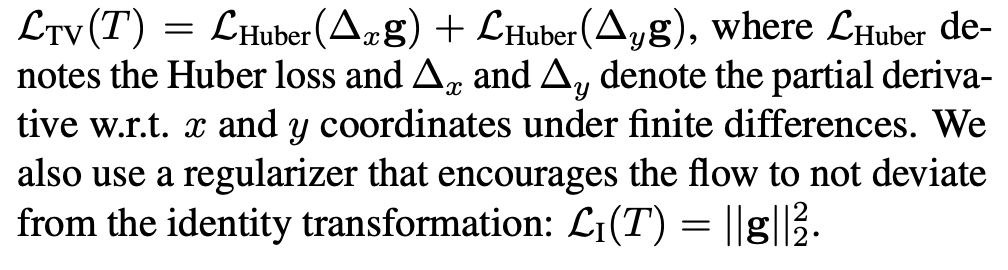 ℒ_TV(T) = ℒ_Huber(Δ_x𝐠) + ℒ_Huber(Δ_y𝐠), where ℒ_Huber de-
notes the Huber loss and Δ_x and Δ_y denote the partial deriva-
tive w.r.t. x and y coordinates under finite differences. We
also use a regularizer that encourages the flow to not deviate
from the identity transformation: ℒ_I(T) = ||𝐠||₂².